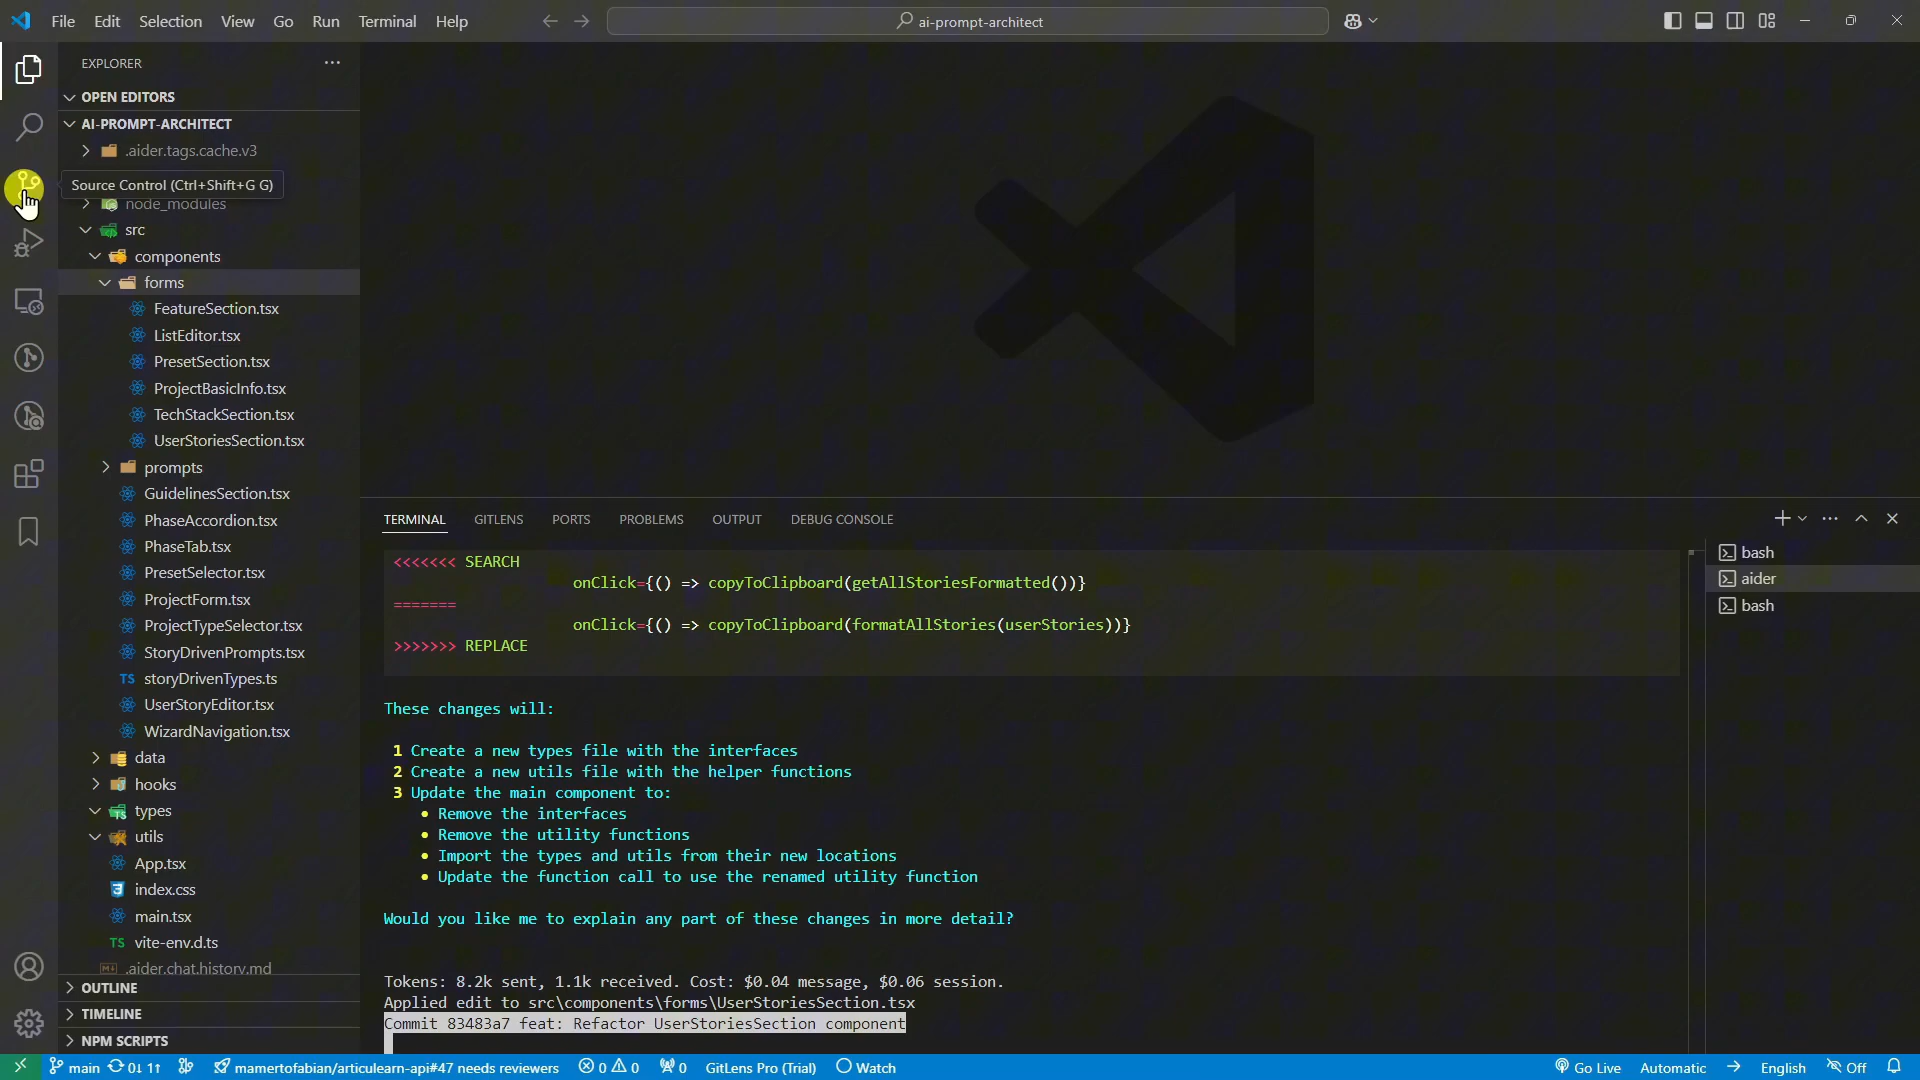 File Edit Selection View Go Run Terminal Help
ai-prompt-architect
EXPLORER
OPEN EDITORS
AI-PROMPT-ARCHITECT
.aider.tags.cache.v3
Source Control (Ctrl+Shift+G G)
node_modules
src
components
forms
FeatureSection.tsx
ListEditor.tsx
PresetSection.tsx
ProjectBasicInfo.tsx
TechStackSection.tsx
UserStoriesSection.tsx
prompts
GuidelinesSection.tsx
PhaseAccordion.tsx
PhaseTab.tsx
PresetSelector.tsx
ProjectForm.tsx
ProjectTypeSelector.tsx
StoryDrivenPrompts.tsx
TS storyDrivenTypes.ts
UserStoryEditor.tsx
WizardNavigation.tsx
data
hooks
types
utils
App.tsx
index.css
main.tsx
TS vite-env.d.ts
.aider.chat.history.md
OUTLINE
TIMELINE
NPM SCRIPTS
TERMINAL GITLENS PORTS PROBLEMS OUTPUT DEBUG CONSOLE
<<<<<<< SEARCH
onClick={() => copyToClipboard(getAllStoriesFormatted())}
=======
onClick={() => copyToClipboard(formatAllStories(userStories))}
>>>>>>> REPLACE
These changes will:
1 Create a new types file with the interfaces
2 Create a new utils file with the helper functions
3 Update the main component to:
• Remove the interfaces
• Remove the utility functions
• Import the types and utils from their new locations
• Update the function call to use the renamed utility function
Would you like me to explain any part of these changes in more detail?
Tokens: 8.2k sent, 1.1k received. Cost: $0.04 message, $0.06 session.
Applied edit to src\components\forms\UserStoriesSection.tsx
Commit 83483a7 feat: Refactor UserStoriesSection component
bash
aider
bash
main 0↓ 1↑ mamertofabian/articulearn-api#47 needs reviewers 0 0 0 GitLens Pro (Trial) Watch Go Live Automatic English Off